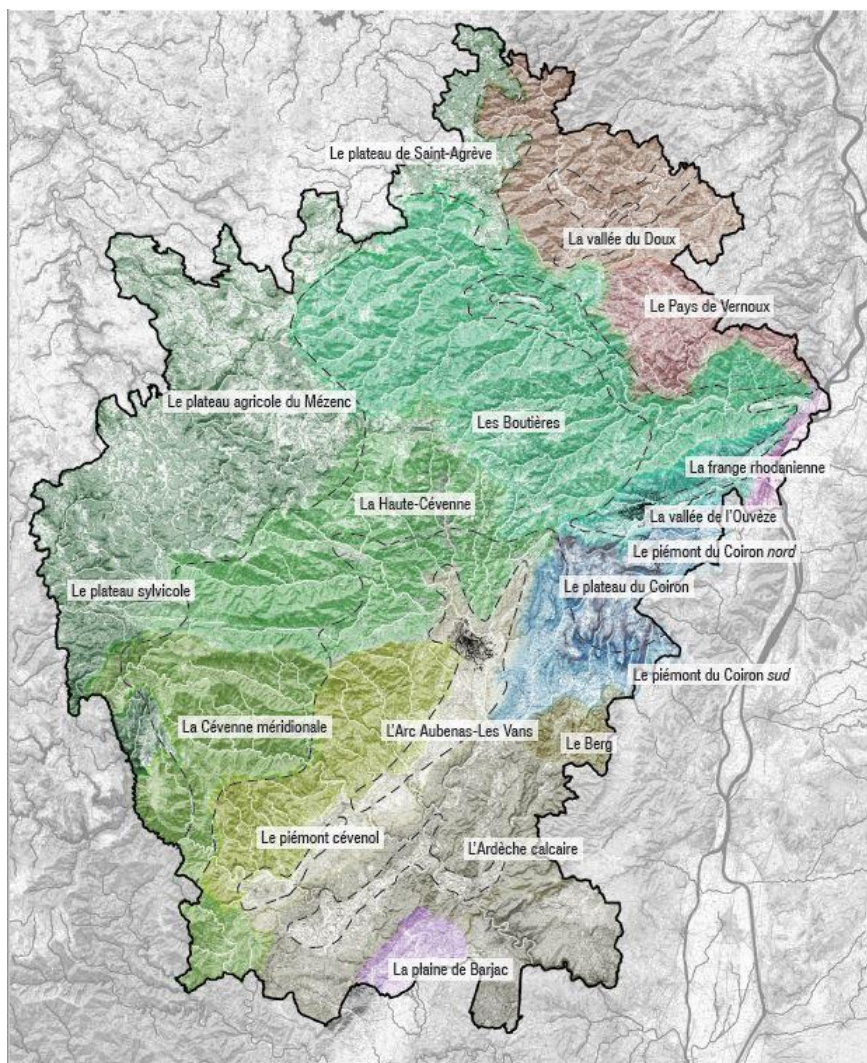 Le plateau de Saint-Agrève
La vallée du Doux
Le Pays de Vernoux
Le plateau agricole du Mézenc
Les Boutières
La frange rhodanienne
La Haute-Cévenne
La vallée de l'Ouvèze
Le piémont du Coiron nord
Le plateau sylvicole
Le plateau du Coiron
Le piémont du Coiron sud
La Cévenne méridionale
L'Arc Aubenas-Les Vans
Le Berg
Le piémont cévenol
L'Ardèche calcaire
La plaine de Barjac